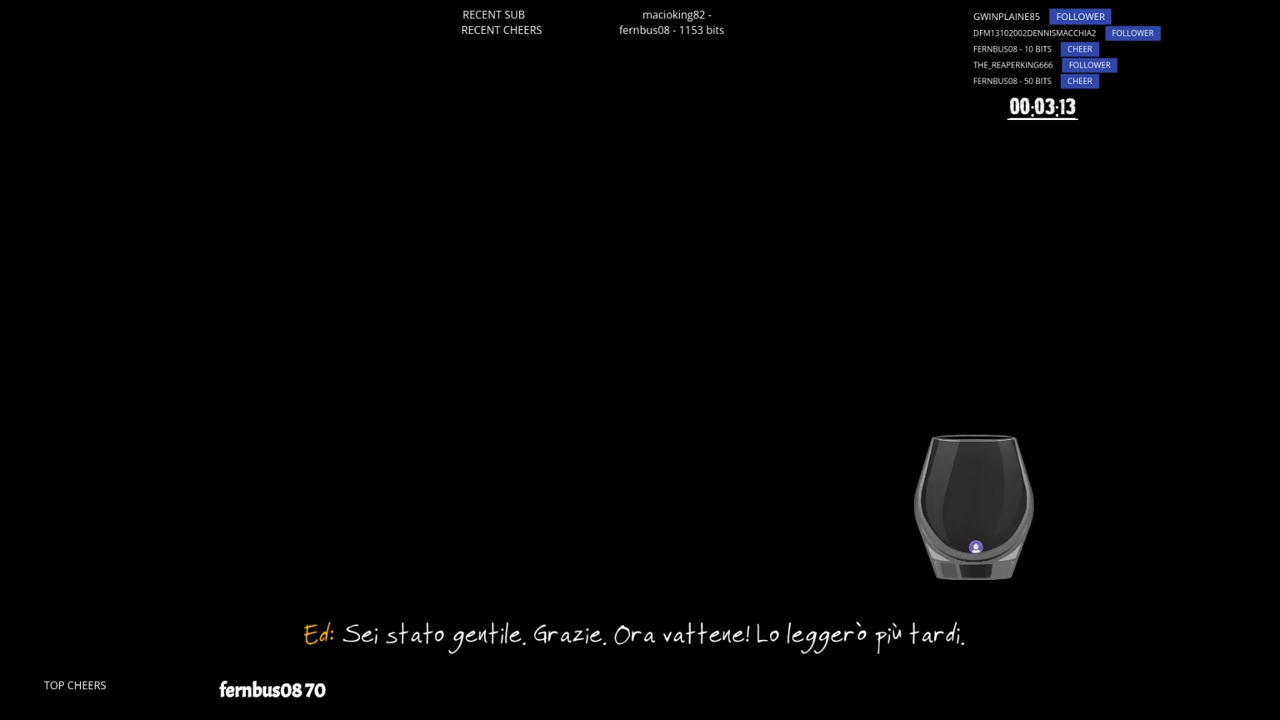 RECENT SUB macioking82 -
RECENT CHEERS fernbus08 - 1153 bits
GWINPLAINE85 FOLLOWER
DFM13102002DENNISMACCHIA2 FOLLOWER
FERNBUS08 - 10 BITS CHEER
THE_REAPERKING666 FOLLOWER
FERNBUS08 - 50 BITS CHEER
00:03:13
Ed: Sei stato gentile. Grazie. Ora vattene! Lo leggerò più tardi.
TOP CHEERS fernbus08 70